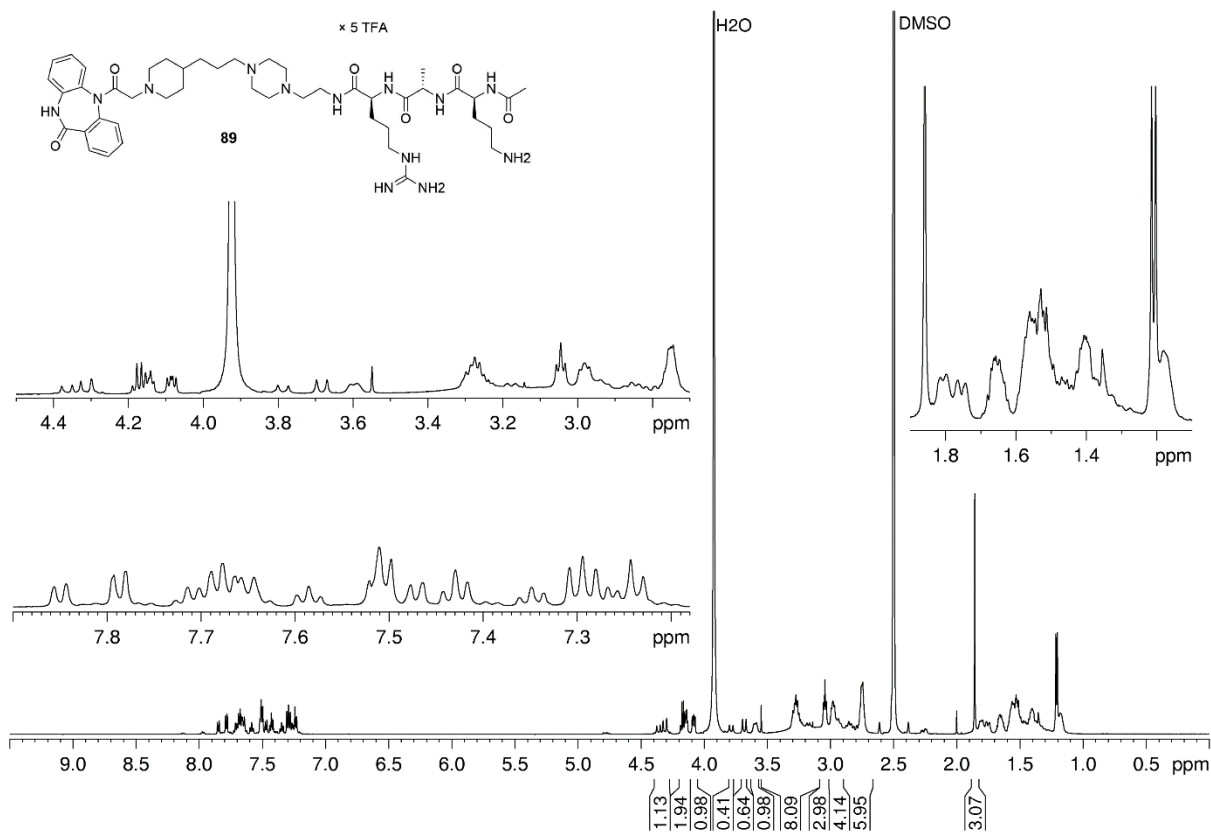 H2O DMSO
× 5 TFA
O N N O H N O H N
N N N H N H O
HN O O
89
NH NH2
HN NH2
4.4 4.2 4.0 3.8 3.6 3.4 3.2 3.0 ppm
1.8 1.6 1.4 ppm
7.8 7.7 7.6 7.5 7.4 7.3 ppm
9.0 8.5 8.0 7.5 7.0 6.5 6.0 5.5 5.0 4.5 4.0 3.5 3.0 2.5 2.0 1.5 1.0 0.5 ppm
1.13 1.94 0.98 0.41 0.64 0.98 8.09 2.98 4.14 5.95 3.07